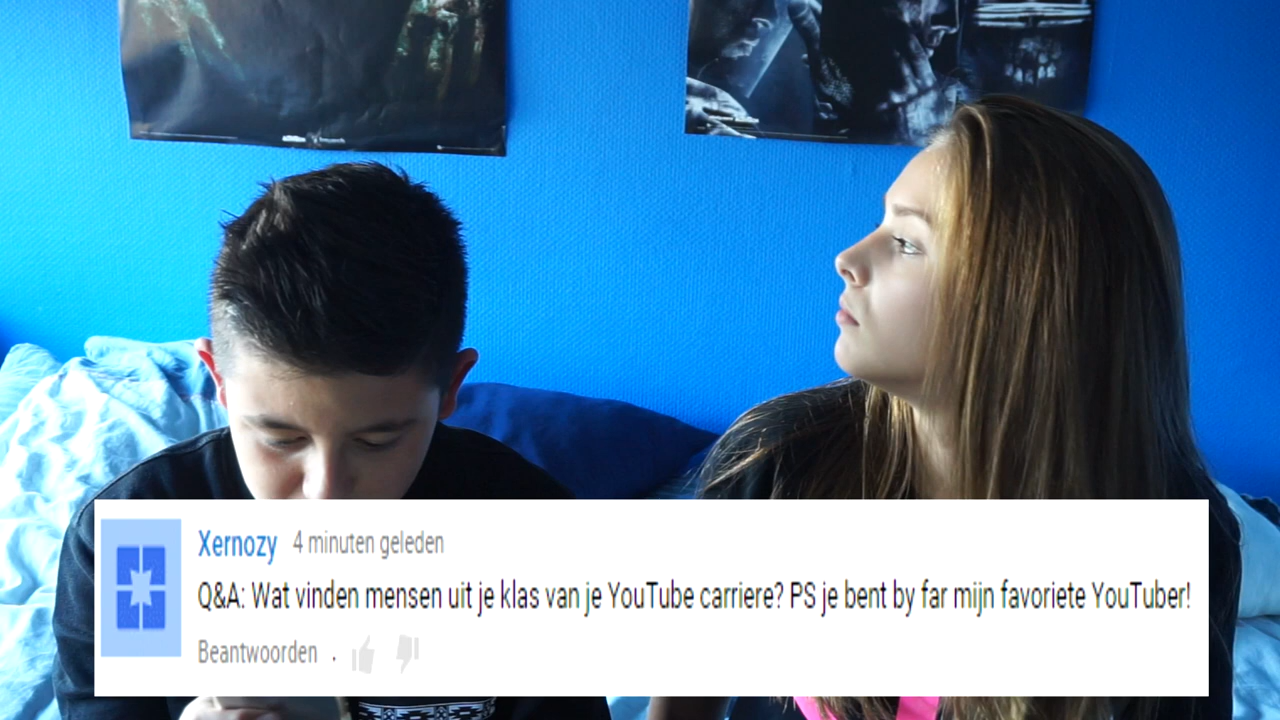 Xernozy 4 minuten geleden
Q&A: Wat vinden mensen uit je klas van je YouTube carriere? PS je bent by far mijn favoriete YouTuber!
Beantwoorden .